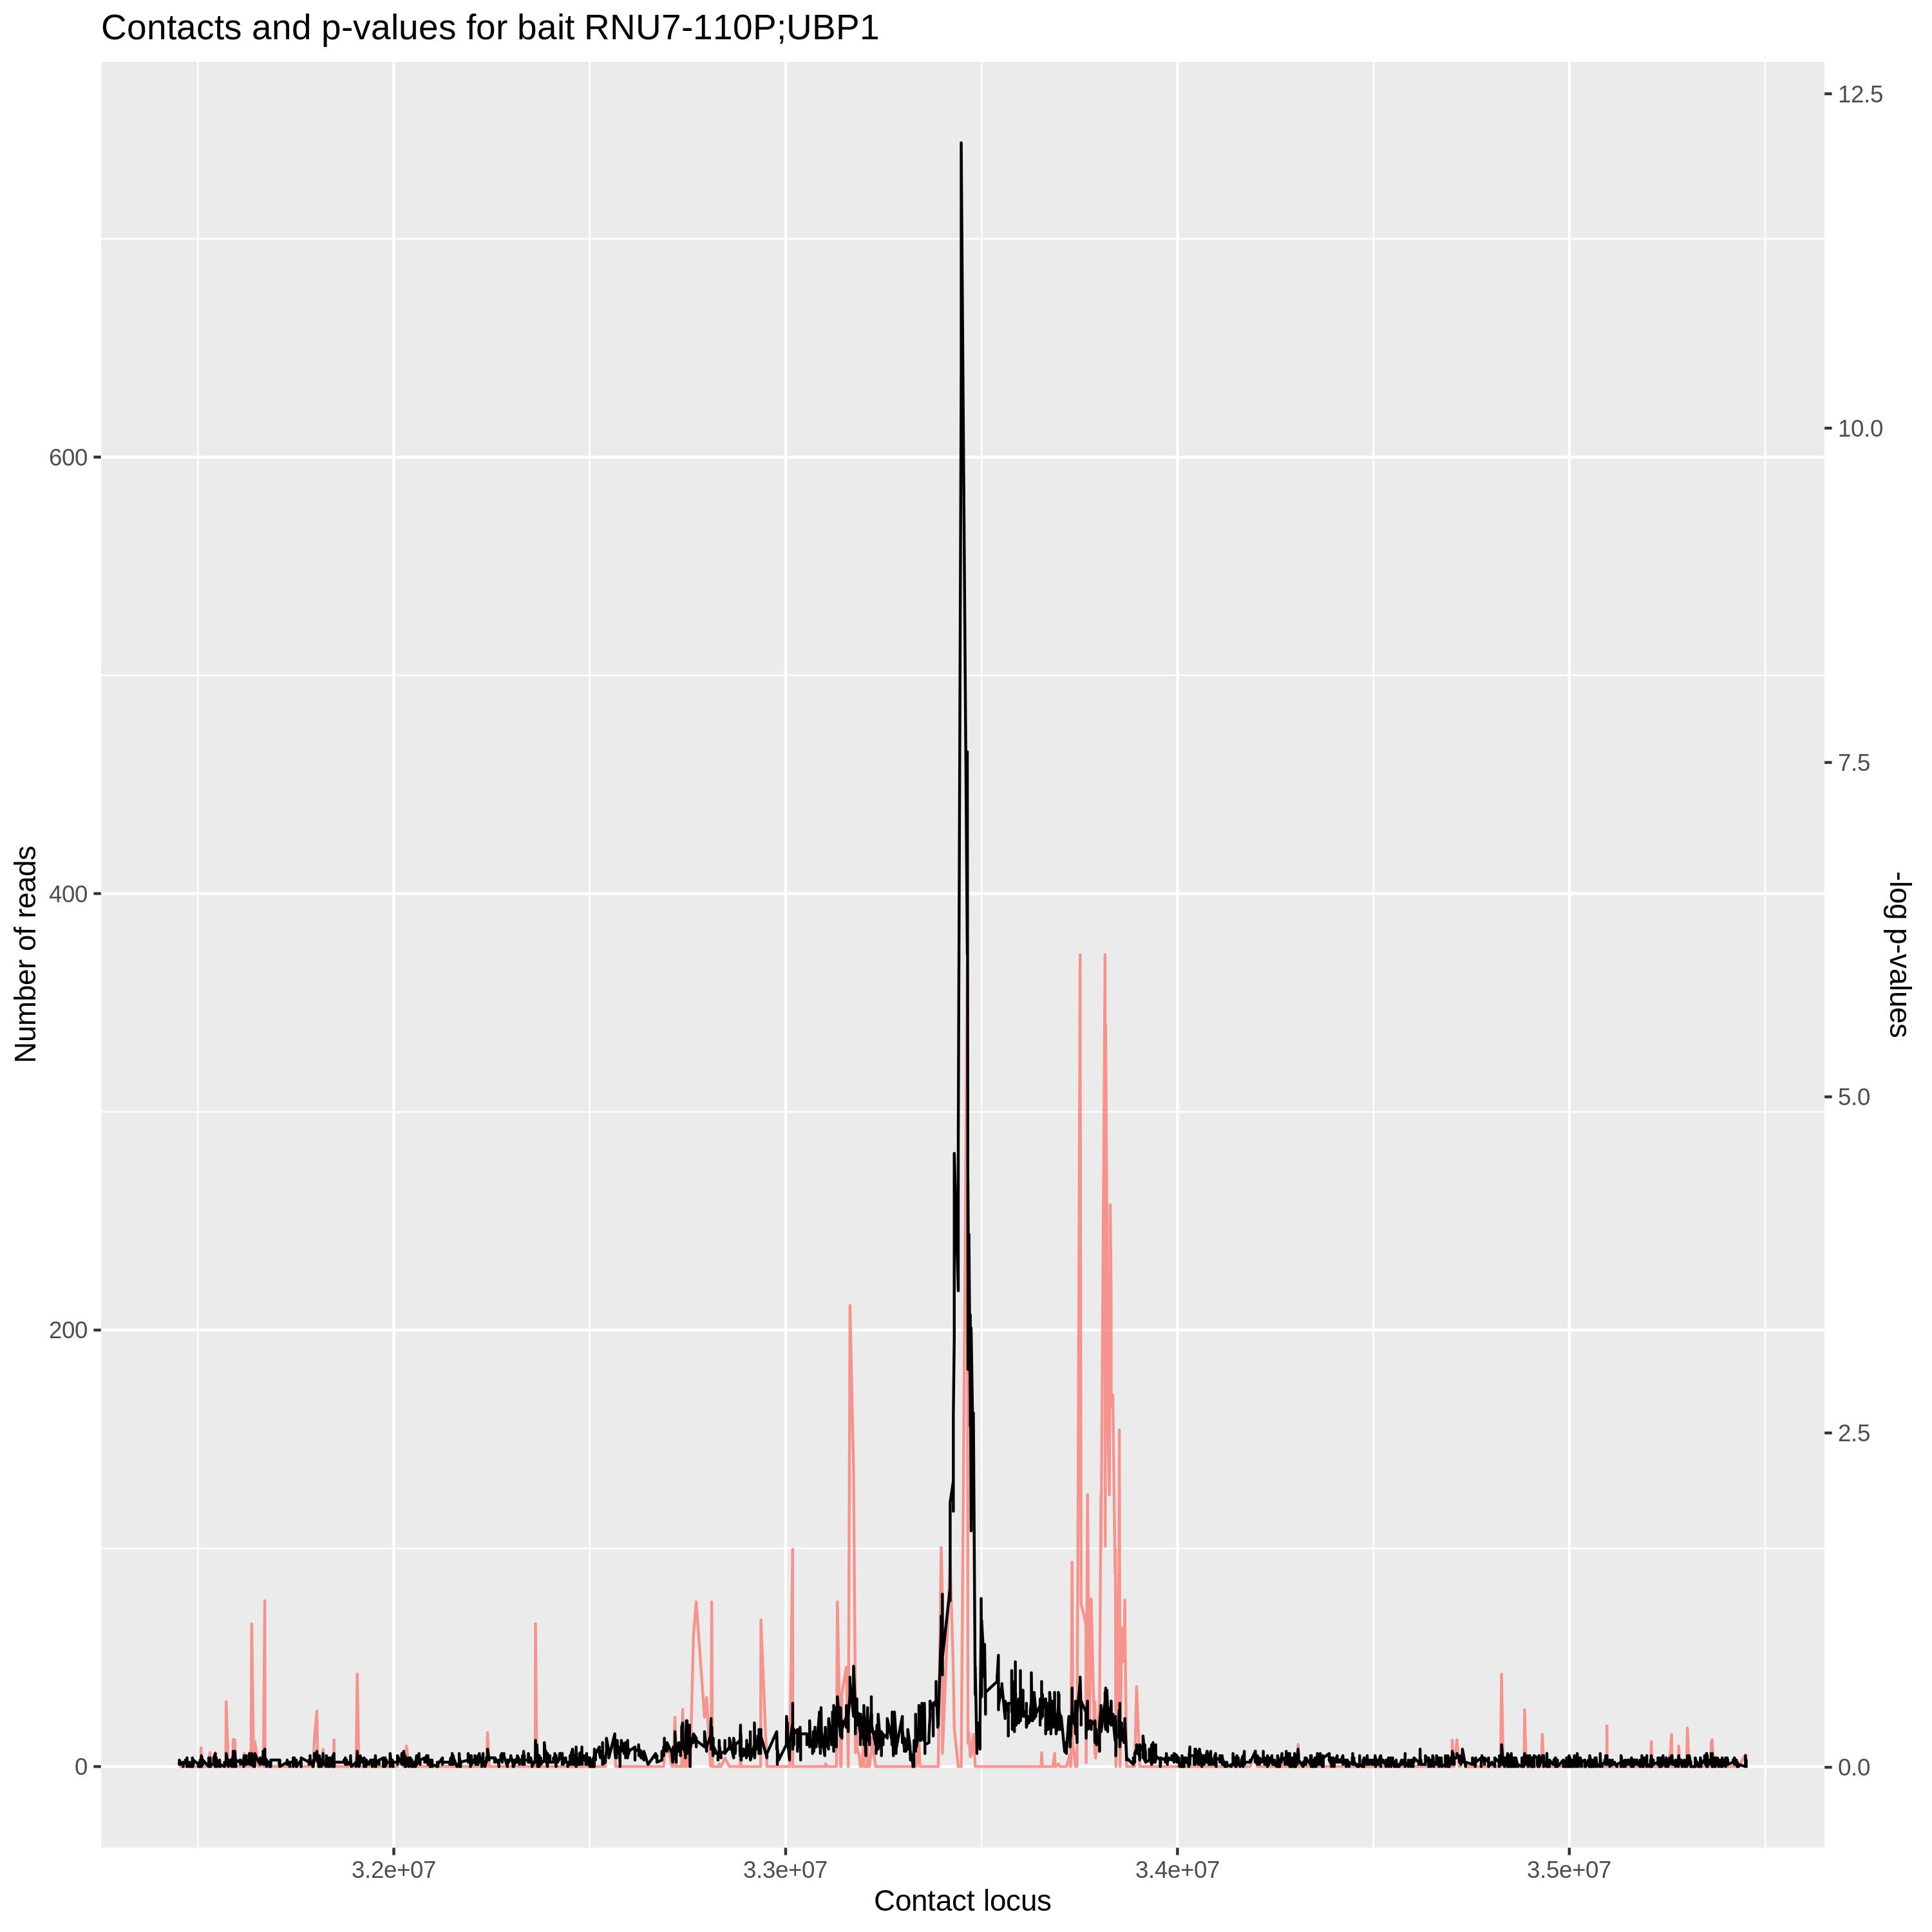 Contacts and p-values for bait RNU7-110P;UBP1
12.5
10.0
7.5
5.0
2.5
0.0
600
400
200
0
Number of reads
-log p-values
3.2e+07
3.3e+07
3.4e+07
3.5e+07
Contact locus